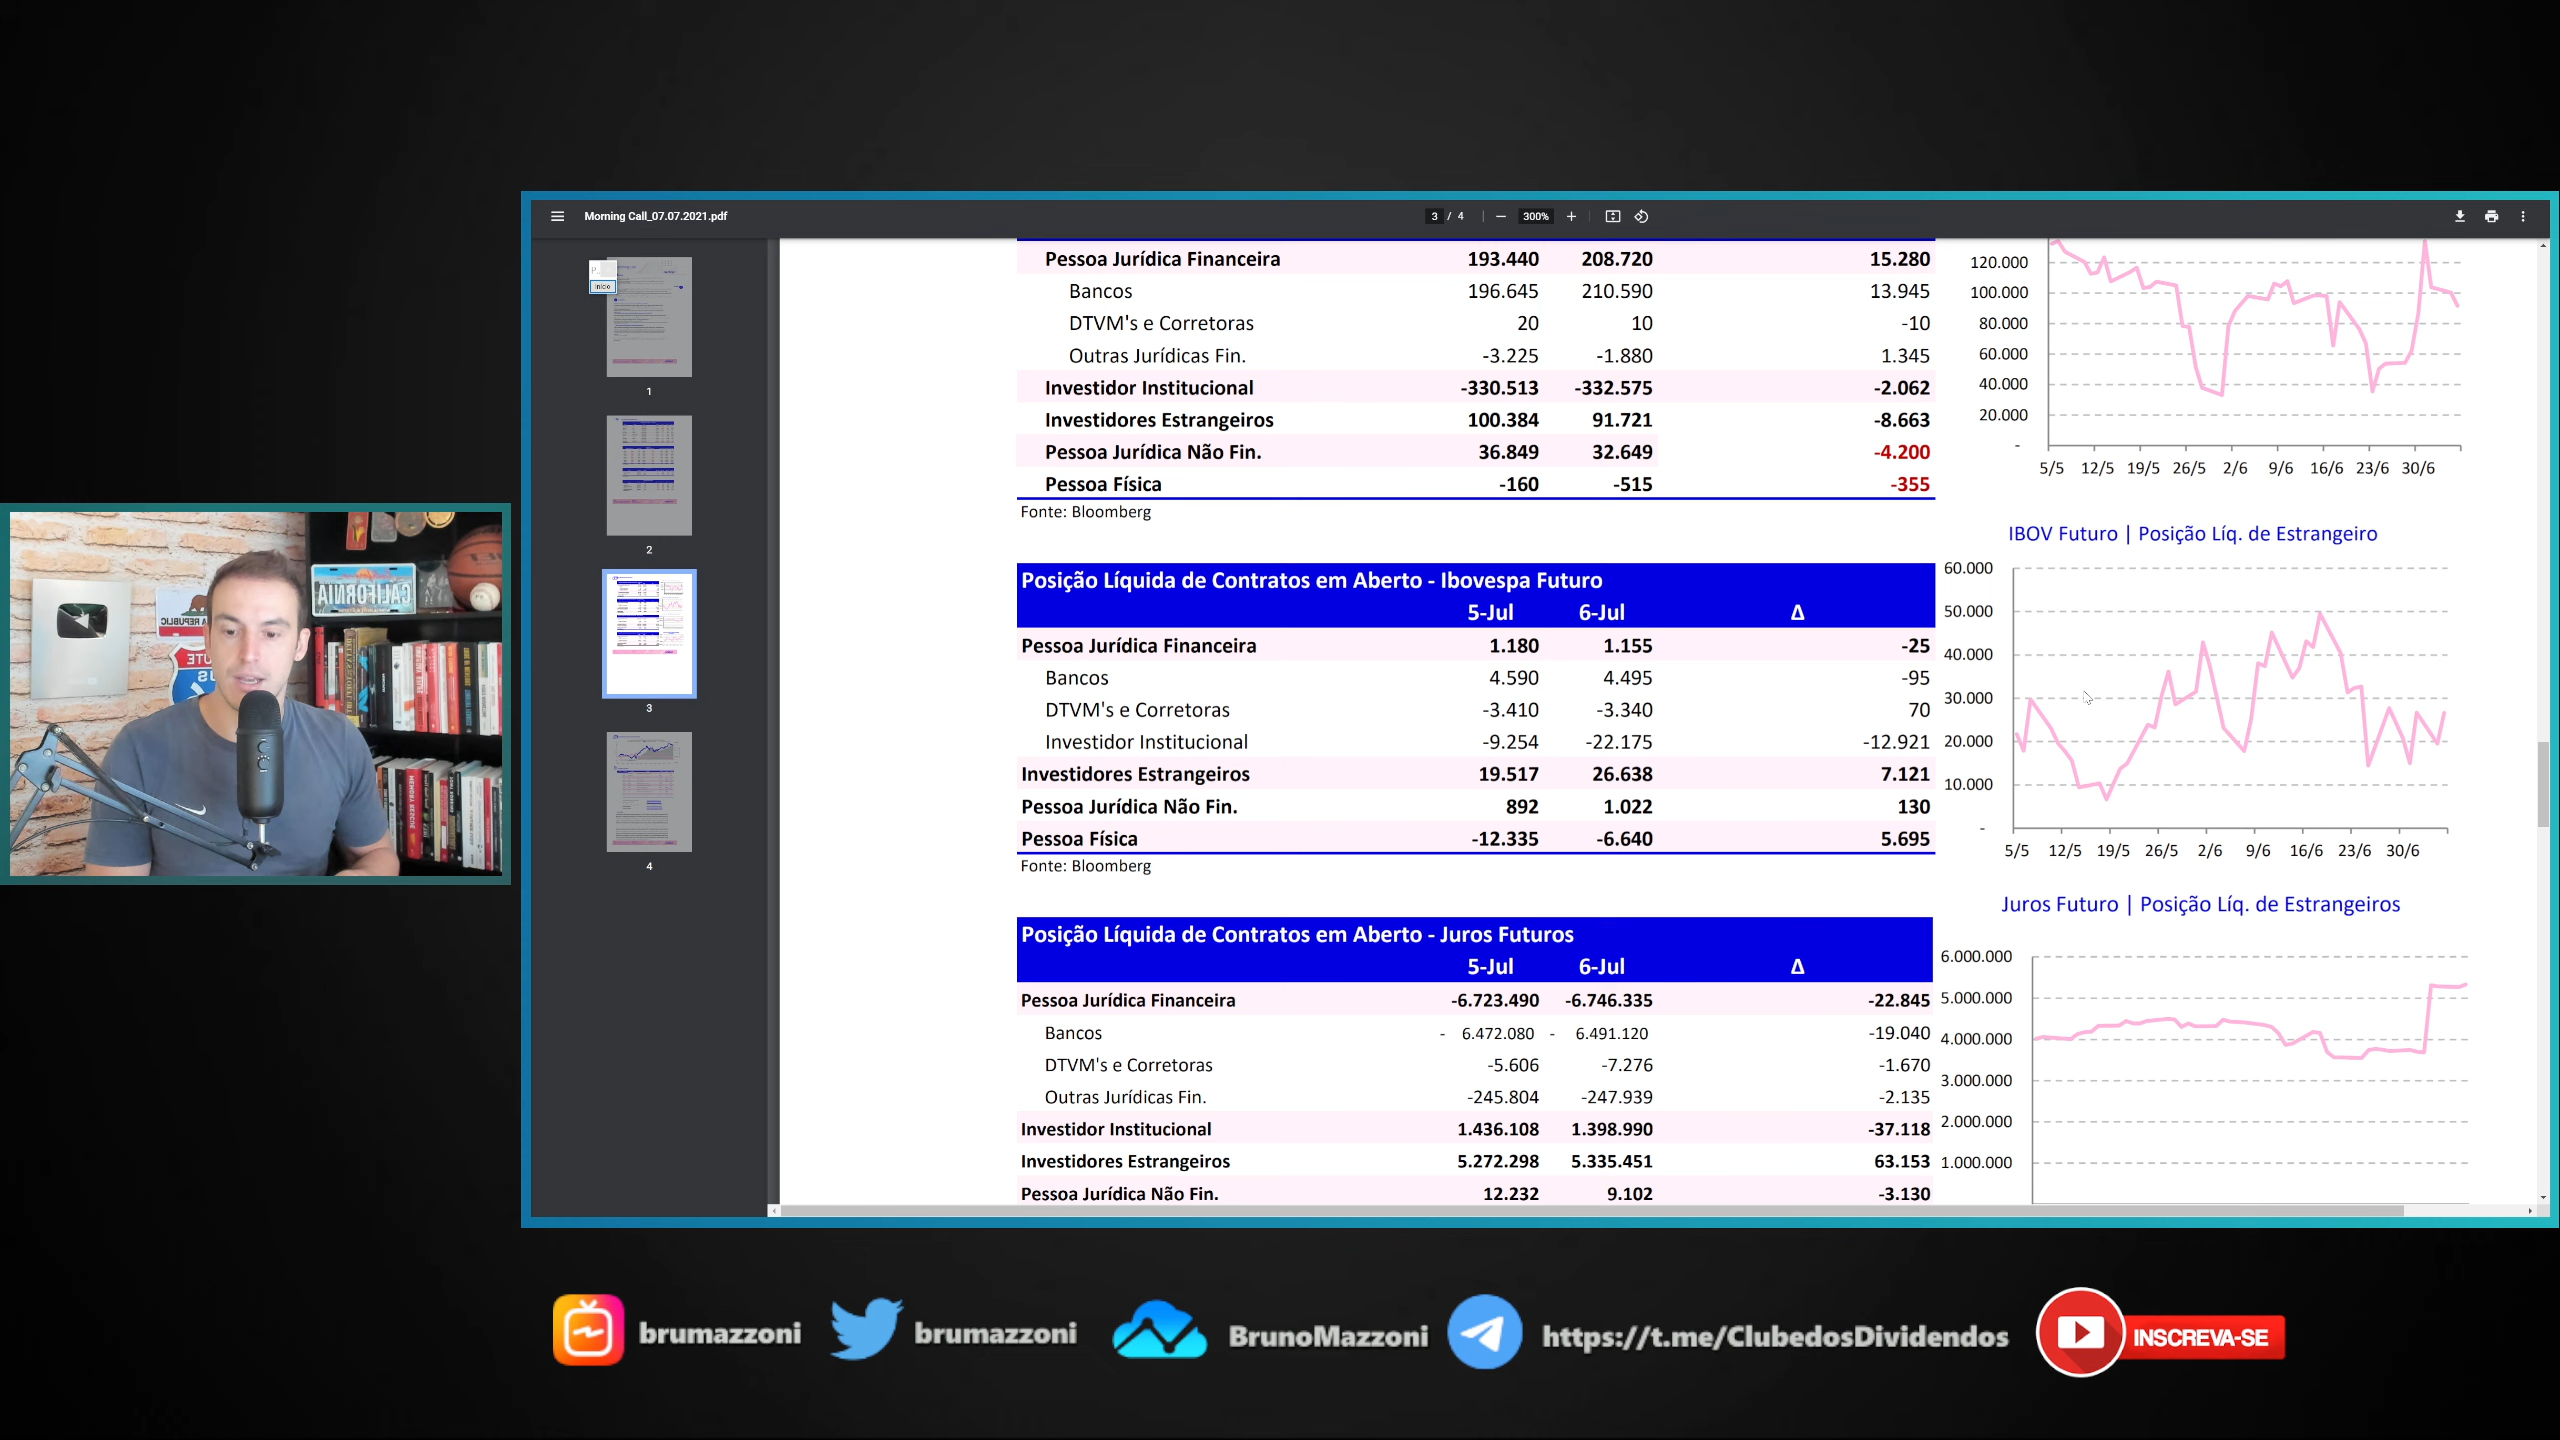 Morning Call_07.07.2021.pdf
3 / 4
300%
Início
1
2
3
4
Pessoa Jurídica Financeira 193.440 208.720 15.280
Bancos 196.645 210.590 13.945
DTVM's e Corretoras 20 10 -10
Outras Jurídicas Fin. -3.225 -1.880 1.345
Investidor Institucional -330.513 -332.575 -2.062
Investidores Estrangeiros 100.384 91.721 -8.663
Pessoa Jurídica Não Fin. 36.849 32.649 -4.200
Pessoa Física -160 -515 -355
Fonte: Bloomberg
120.000
100.000
80.000
60.000
40.000
20.000
-
5/5 12/5 19/5 26/5 2/6 9/6 16/6 23/6 30/6
Posição Líquida de Contratos em Aberto - Ibovespa Futuro
5-Jul 6-Jul Δ
Pessoa Jurídica Financeira 1.180 1.155 -25
Bancos 4.590 4.495 -95
DTVM's e Corretoras -3.410 -3.340 70
Investidor Institucional -9.254 -22.175 -12.921
Investidores Estrangeiros 19.517 26.638 7.121
Pessoa Jurídica Não Fin. 892 1.022 130
Pessoa Física -12.335 -6.640 5.695
Fonte: Bloomberg
IBOV Futuro | Posição Líq. de Estrangeiro
60.000
50.000
40.000
30.000
20.000
10.000
-
5/5 12/5 19/5 26/5 2/6 9/6 16/6 23/6 30/6
Posição Líquida de Contratos em Aberto - Juros Futuros
5-Jul 6-Jul Δ
Pessoa Jurídica Financeira -6.723.490 -6.746.335 -22.845
Bancos - 6.472.080 - 6.491.120 -19.040
DTVM's e Corretoras -5.606 -7.276 -1.670
Outras Jurídicas Fin. -245.804 -247.939 -2.135
Investidor Institucional 1.436.108 1.398.990 -37.118
Investidores Estrangeiros 5.272.298 5.335.451 63.153
Pessoa Jurídica Não Fin. 12.232 9.102 -3.130
Juros Futuro | Posição Líq. de Estrangeiros
6.000.000
5.000.000
4.000.000
3.000.000
2.000.000
1.000.000
CALIFORNIA
brumazzoni
brumazzoni
BrunoMazzoni
https://t.me/ClubedosDividendos
INSCREVA-SE